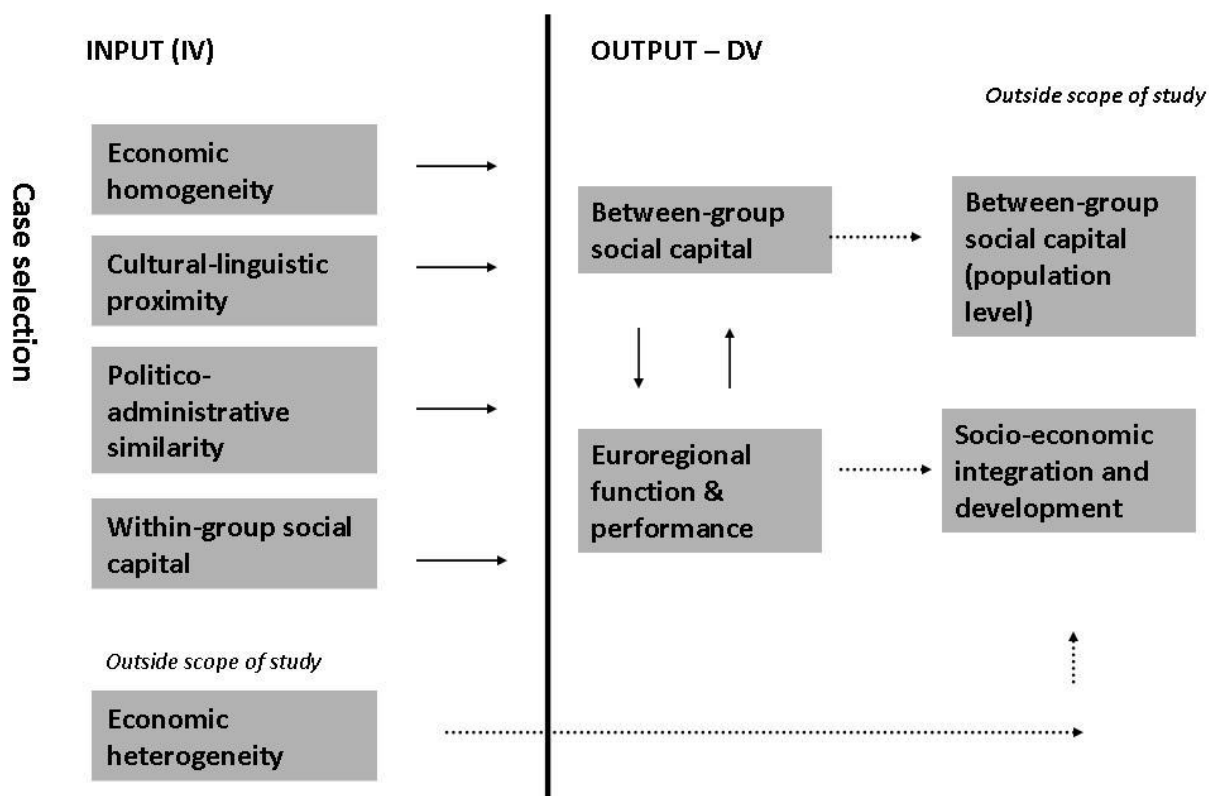 INPUT (IV)
Case selection
Economic
homogeneity
Cultural-linguistic
proximity
Politico-
administrative
similarity
Within-group social
capital
Outside scope of study
Economic
heterogeneity
OUTPUT – DV
Outside scope of study
Between-group
social capital
Between-group
social capital
(population
level)
Euroregional
function &
performance
Socio-economic
integration and
development